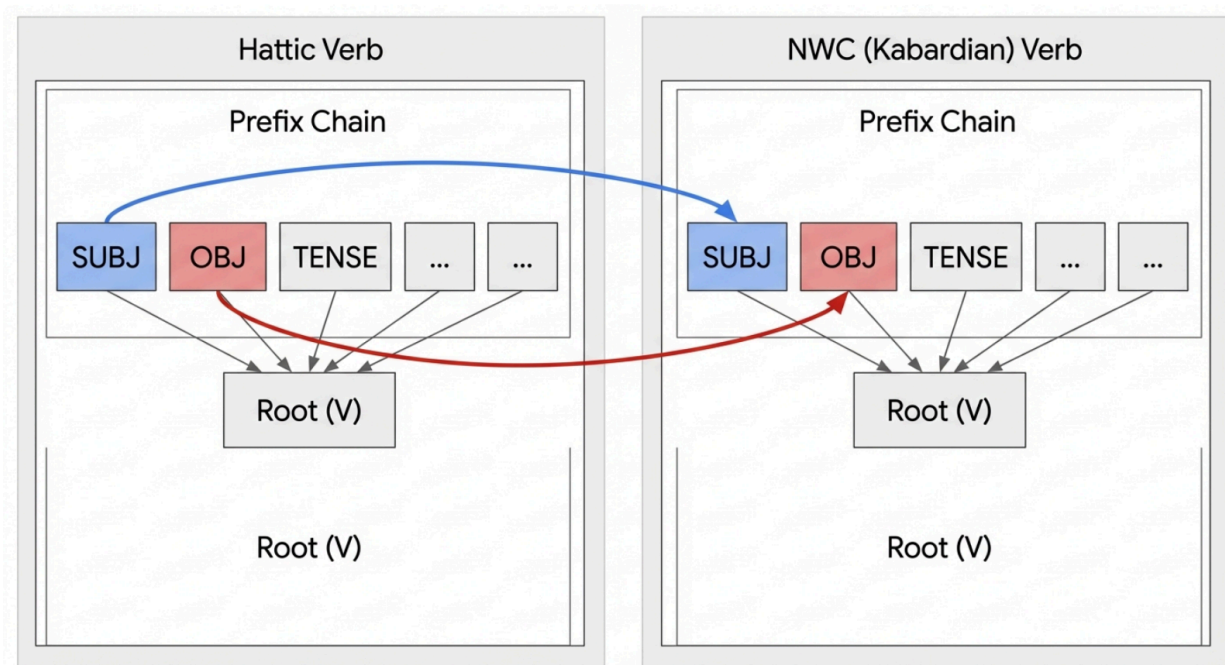 Hattic Verb
Prefix Chain
SUBJ OBJ TENSE ... ...
Root (V)
Root (V)
NWC (Kabardian) Verb
Prefix Chain
SUBJ OBJ TENSE ... ...
Root (V)
Root (V)